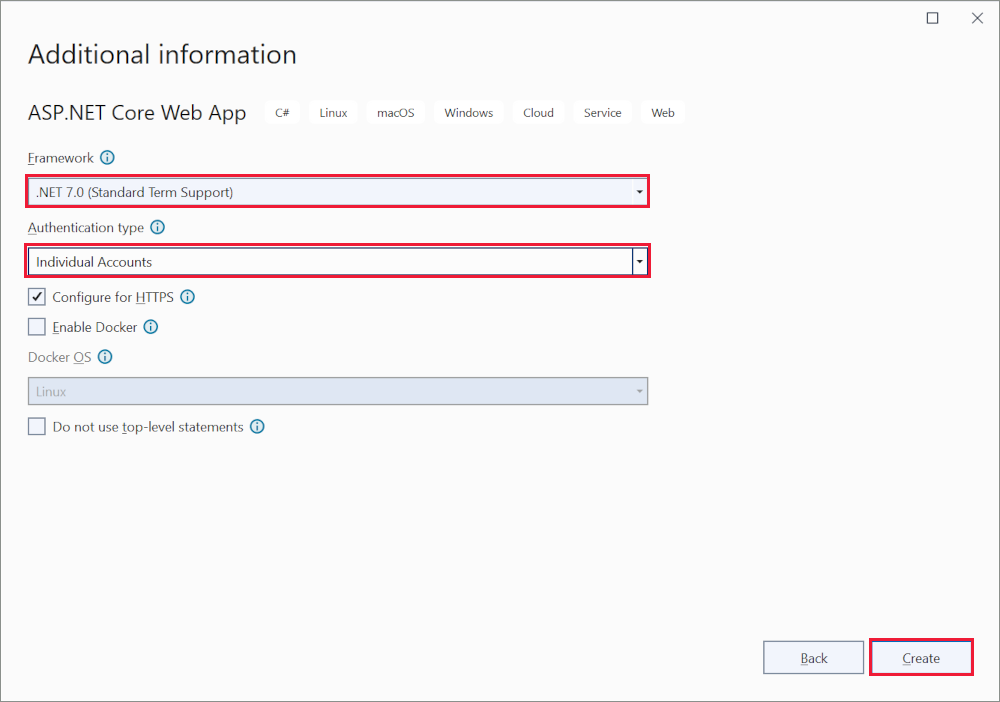 Additional information
ASP.NET Core Web App C# Linux macOS Windows Cloud Service Web
Framework
.NET 7.0 (Standard Term Support)
Authentication type
Individual Accounts
Configure for HTTPS
Enable Docker
Docker OS
Linux
Do not use top-level statements
Back Create